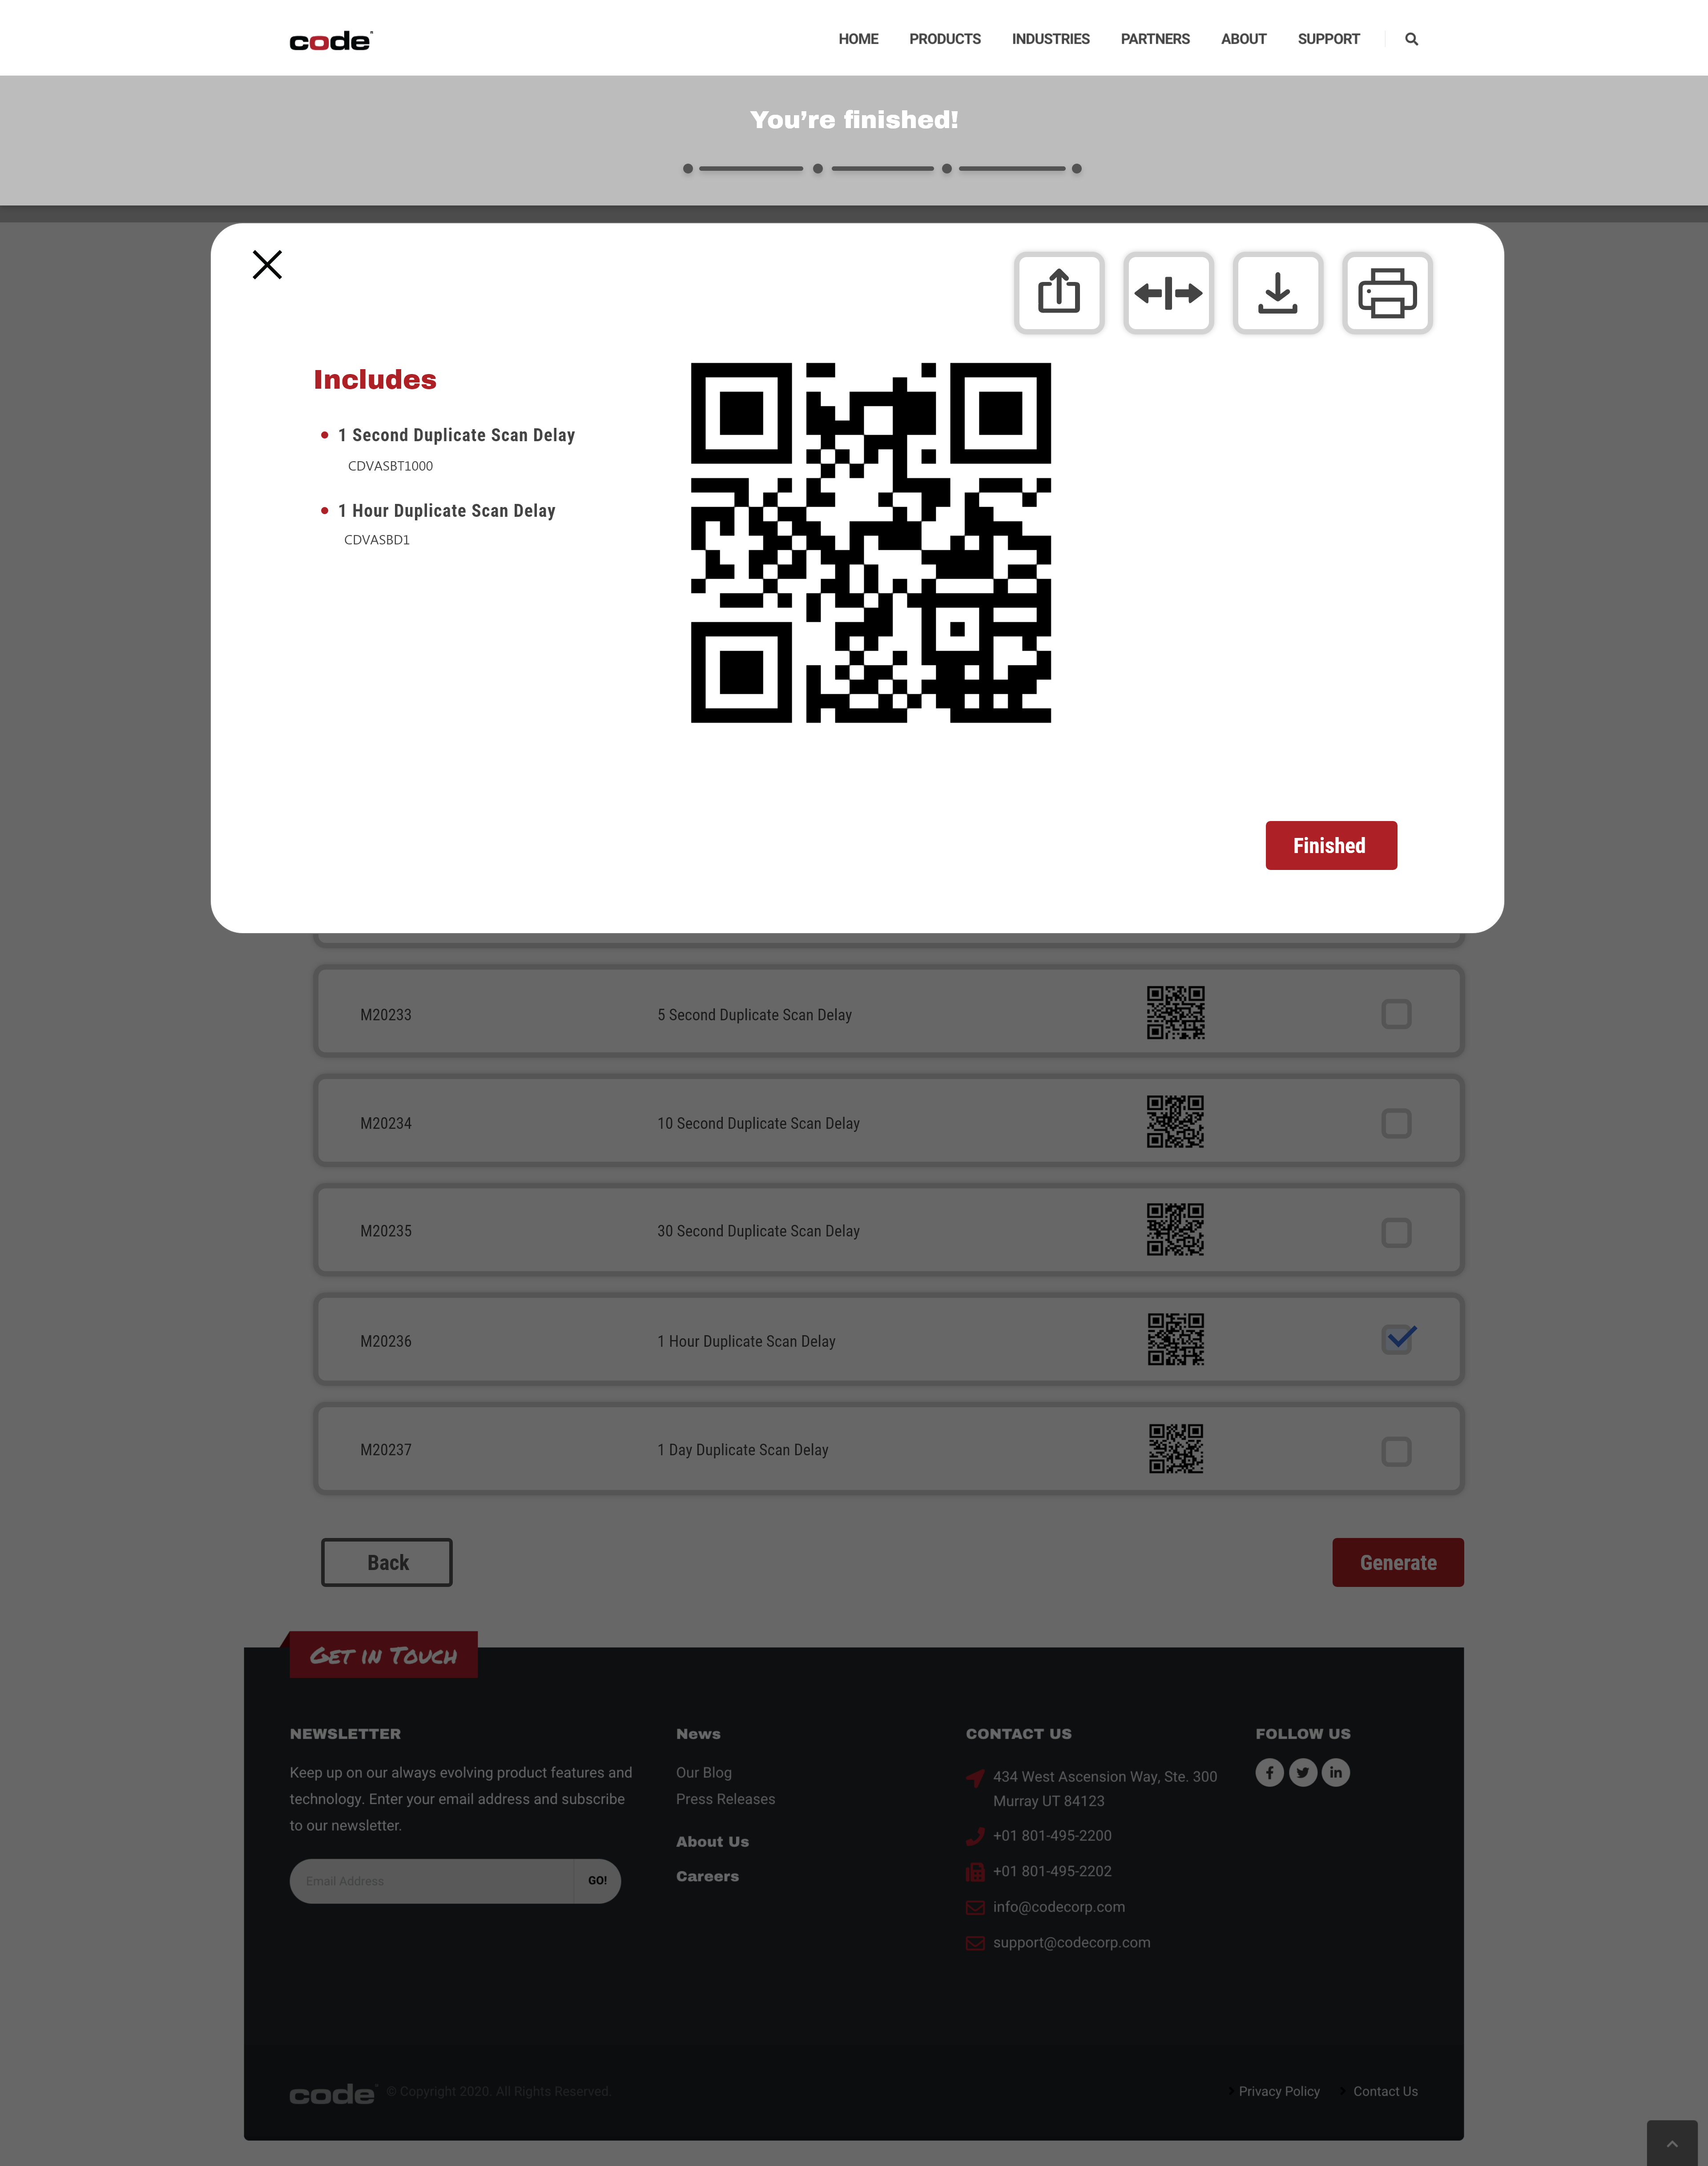 code
HOME PRODUCTS INDUSTRIES PARTNERS ABOUT SUPPORT
You're finished!
Includes
1 Second Duplicate Scan Delay
CDVASBT1000
1 Hour Duplicate Scan Delay
CDVASBD1
Finished
M20233 5 Second Duplicate Scan Delay
M20234 10 Second Duplicate Scan Delay
M20235 30 Second Duplicate Scan Delay
M20236 1 Hour Duplicate Scan Delay
M20237 1 Day Duplicate Scan Delay
Back Generate
GET IN TOUCH
NEWSLETTER
Keep up on our always evolving product features and
technology. Enter your email address and subscribe
to our newsletter.
Email Address GO!
News
Our Blog
Press Releases
About Us
Careers
CONTACT US
434 West Ascension Way, Ste. 300
Murray UT 84123
+01 801-495-2200
+01 801-495-2202
info@codecorp.com
support@codecorp.com
FOLLOW US
code © Copyright 2020. All Rights Reserved.
Privacy Policy Contact Us